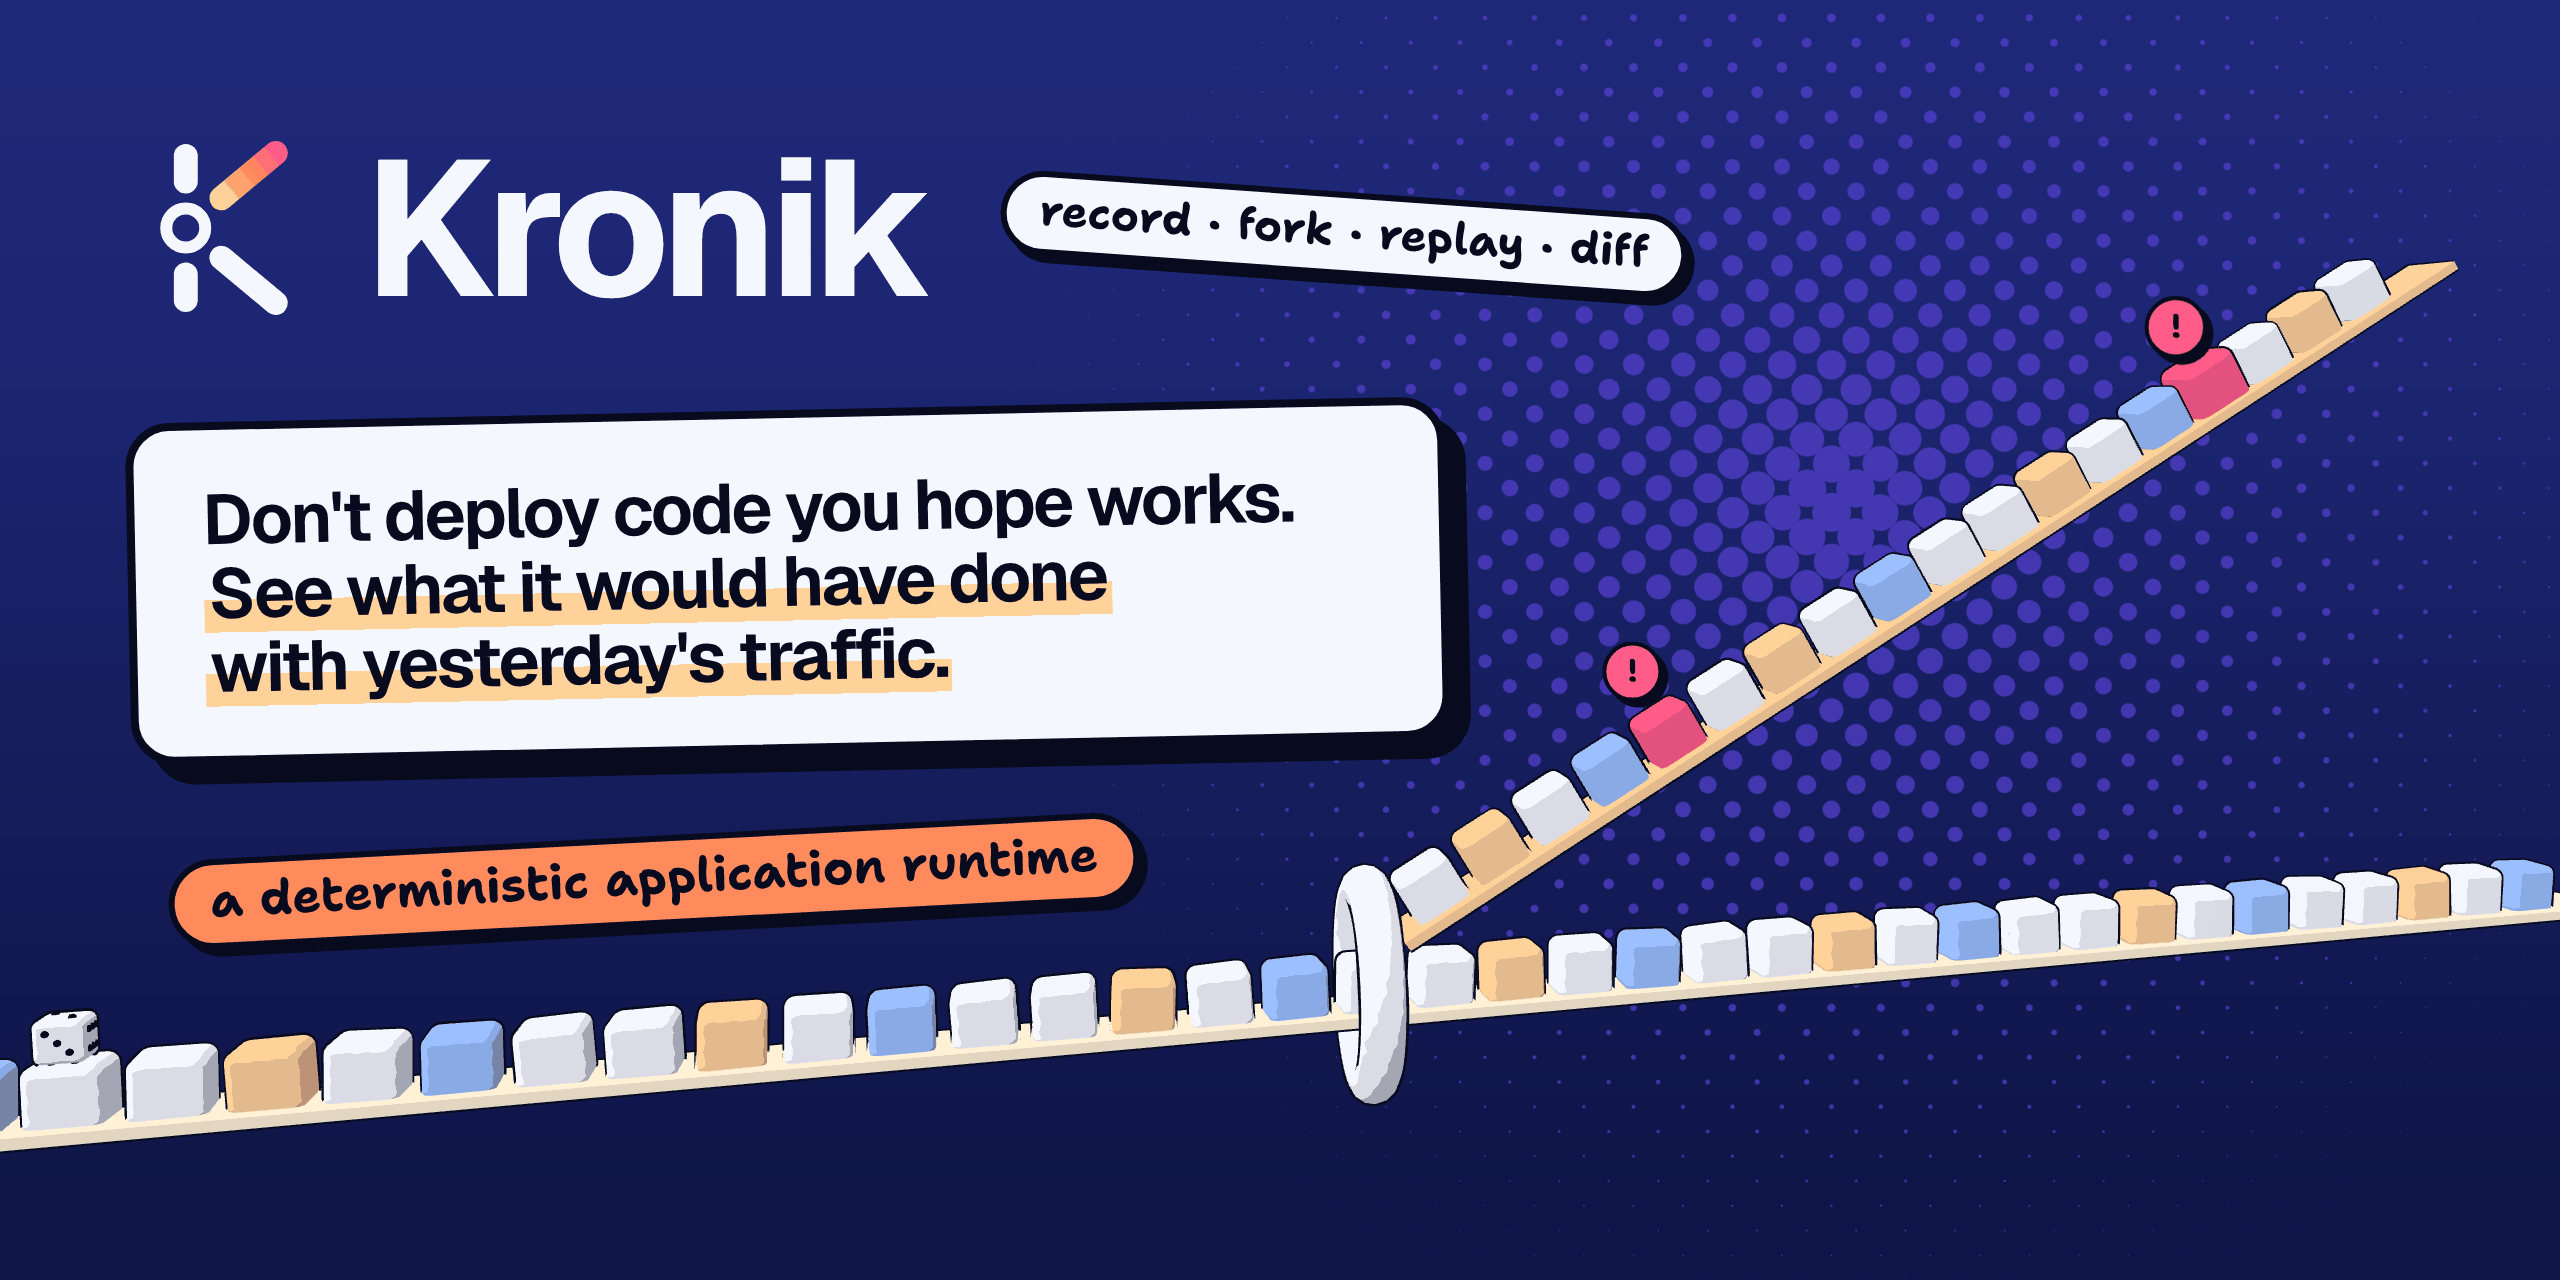 Kronik
record · fork · replay · diff
Don't deploy code you hope works.
See what it would have done
with yesterday's traffic.
a deterministic application runtime
!
!